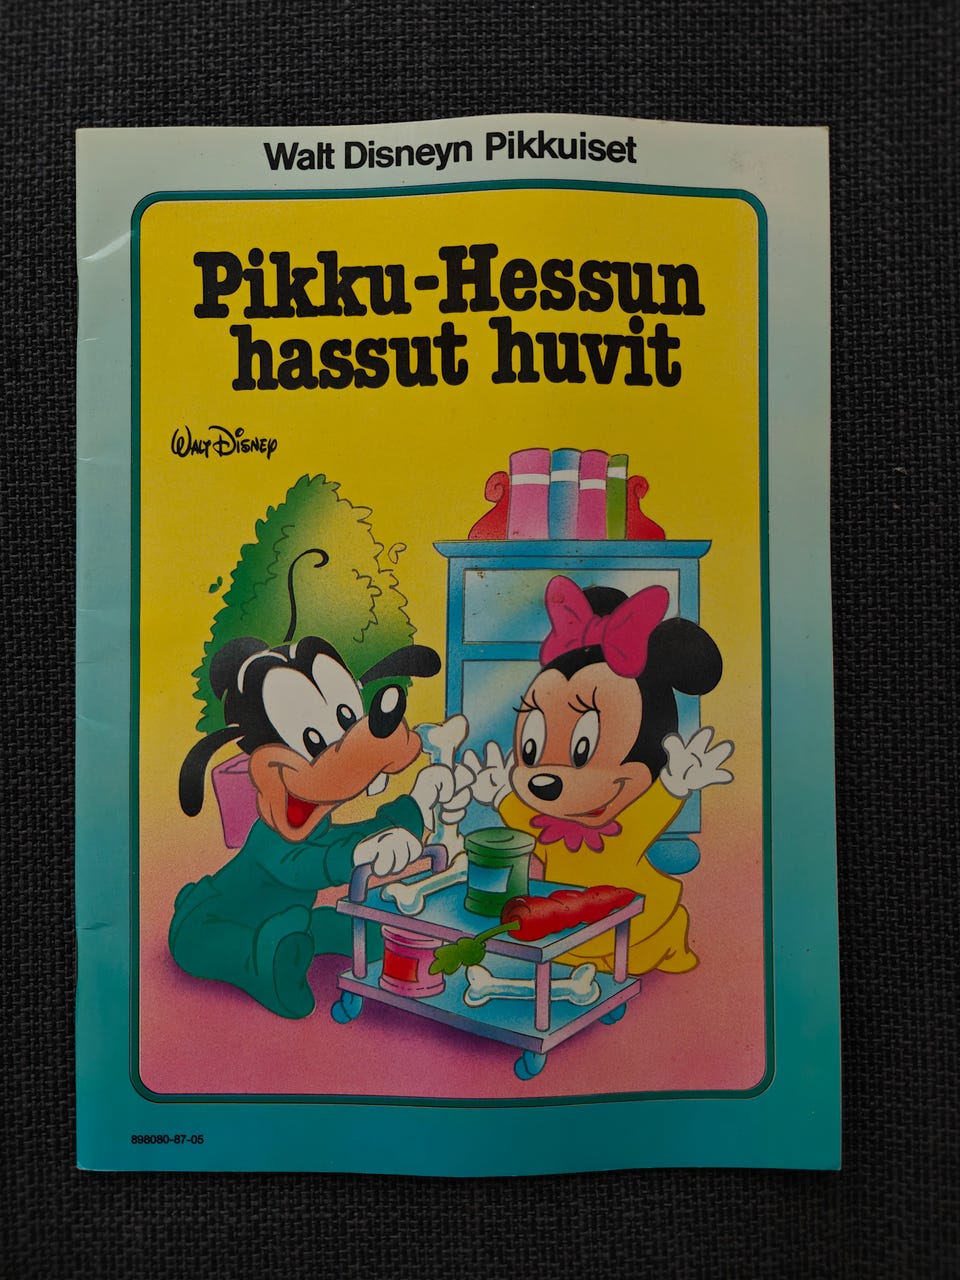 Walt Disneyn Pikkuiset
Pikku-Hessun
hassut huvit
WALT DISNEY
898080-87-05